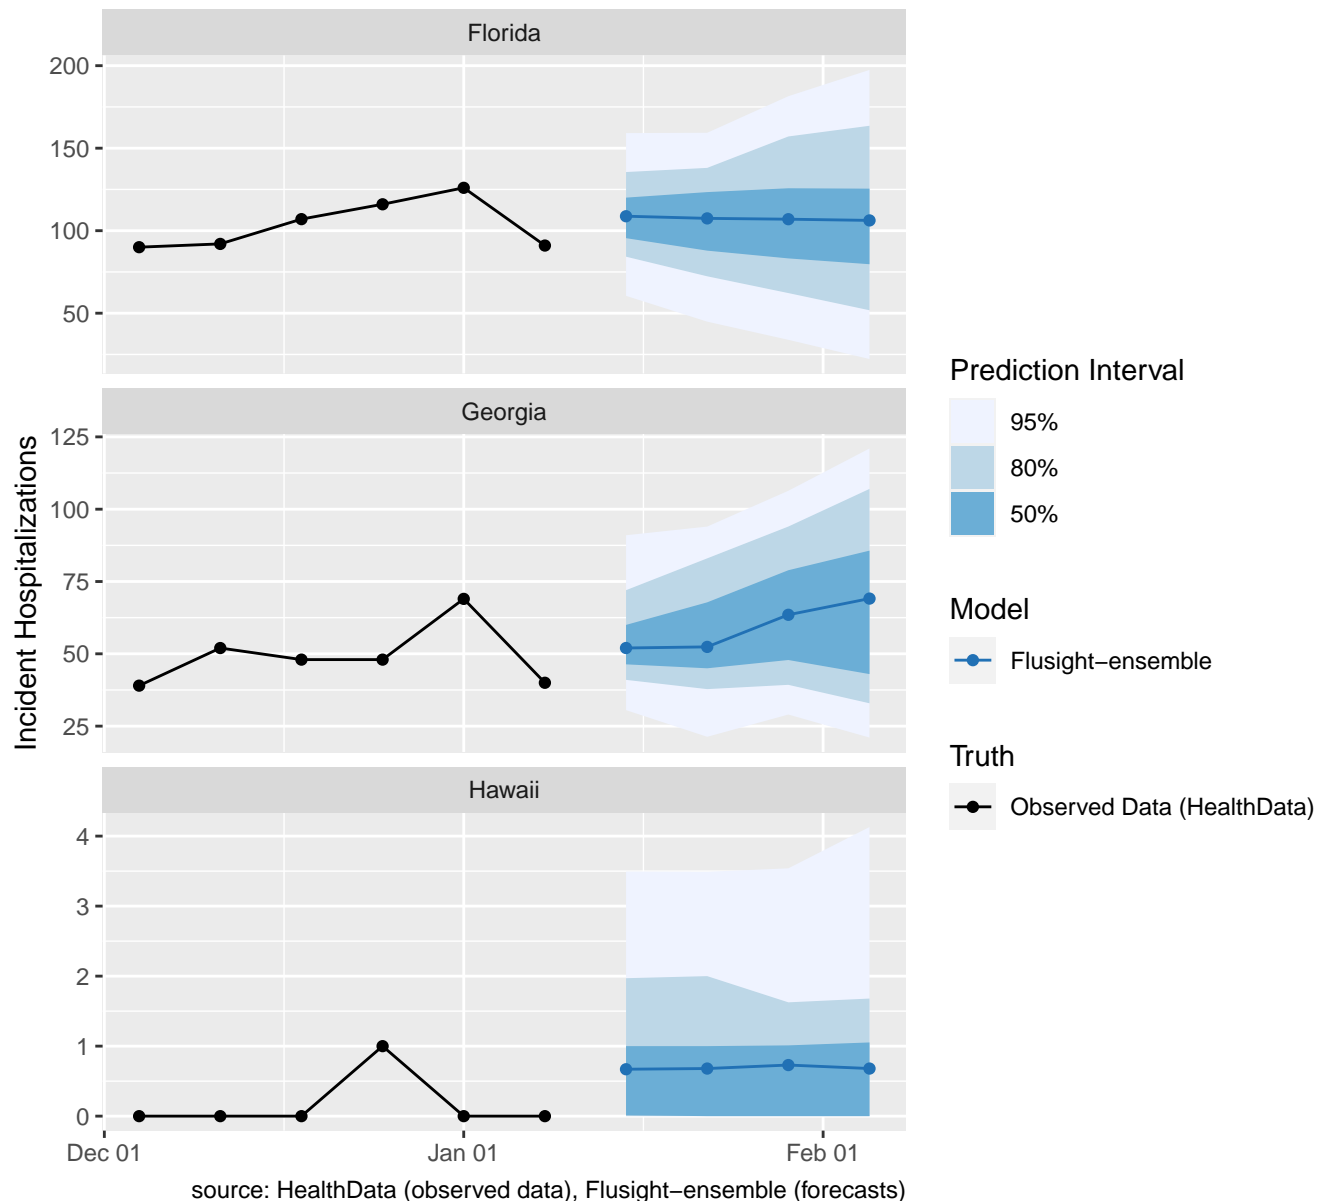 Florida
200
150
100
50
Georgia
125
100
75
50
25
Hawaii
4
3
2
1
0
Dec 01
Jan 01
Feb 01
Incident Hospitalizations
source: HealthData (observed data), Flusight−ensemble (forecasts)
Prediction Interval
95%
80%
50%
Model
Flusight−ensemble
Truth
Observed Data (HealthData)